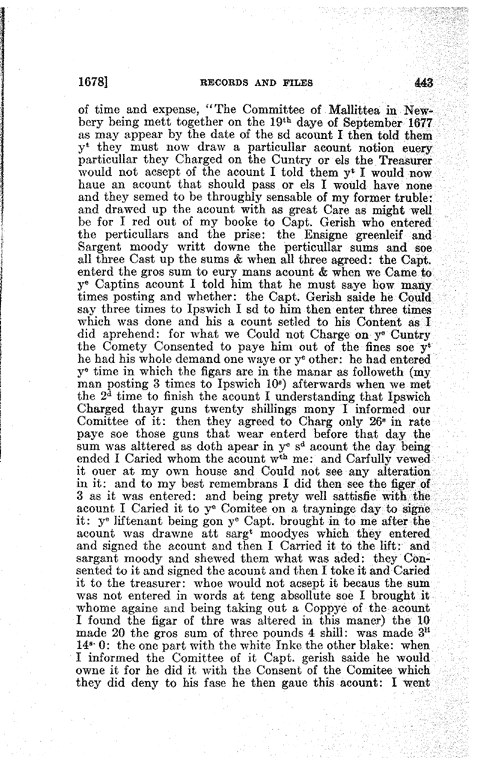 1678] RECORDS AND FILES 443
of time and expense, "The Committee of Mallittea in New-
bery being mett together on the 19th daye of September 1677
as may appear by the date of the sd acount I then told them
yt they must now draw a particullar acount notion euery
particullar they Charged on the Cuntry or els the Treasurer
would not acsept of the acount I told them yt I would now
haue an acount that should pass or els I would have none
and they semed to be throughly sensable of my former truble:
and drawed up the acount with as great Care as might well
be for I red out of my booke to Capt. Gerish who entered
the perticullars and the prise: the Ensigne greenleif and
Sargent moody writt downe the perticullar sums and soe
all three Cast up the sums & when all three agreed: the Capt.
enterd the gros sum to eury mans acount & when we Came to
ye Captins acount I told him that he must saye how many
times posting and whether: the Capt. Gerish saide he Could
say three times to Ipswich I sd to him then enter three times
which was done and his a count setled to his Content as I
did aprehend: for what we Could not Charge on ye Cuntry
the Comety Consented to paye him out of the fines soe yt
he had his whole demand one waye or ye other: he had entered
ye time in which the figars are in the manar as followeth (my
man posting 3 times to Ipswich 10s) afterwards when we met
the 2d time to finish the acount I understanding that Ipswich
Charged thayr guns twenty shillings mony I informed our
Comittee of it: then they agreed to Charg only 26s in rate
paye soe those guns that wear enterd before that day the
sum was alttered as doth apear in ye sd acount the day being
ended I Caried whom the acount wth me: and Carfully vewed
it ouer at my own house and Could not see any alteration
in it: and to my best remembrans I did then see the figer of
3 as it was entered: and being prety well sattisfie with the
acount I Caried it to ye Comitee on a trayninge day to signe
it: ye liftenant being gon ye Capt. brought in to me after the
acount was drawne att sargt moodyes which they entered
and signed the acount and then I Carried it to the lift: and
sargant moody and shewed them what was aded: they Con-
sented to it and signed the acount and then I toke it and Caried
it to the treasurer: whoe would not acsept it becaus the sum
was not entered in words at teng absollute soe I brought it
whome againe and being taking out a Coppye of the acount
I found the figar of thre was altered in this maner) the 10
made 20 the gros sum of three pounds 4 shill: was made 3li
14s. 0: the one part with the white Inke the other blake: when
I informed the Comittee of it Capt. gerish saide he would
owne it for he did it with the Consent of the Comitee which
they did deny to his fase he then gaue this acount: I went